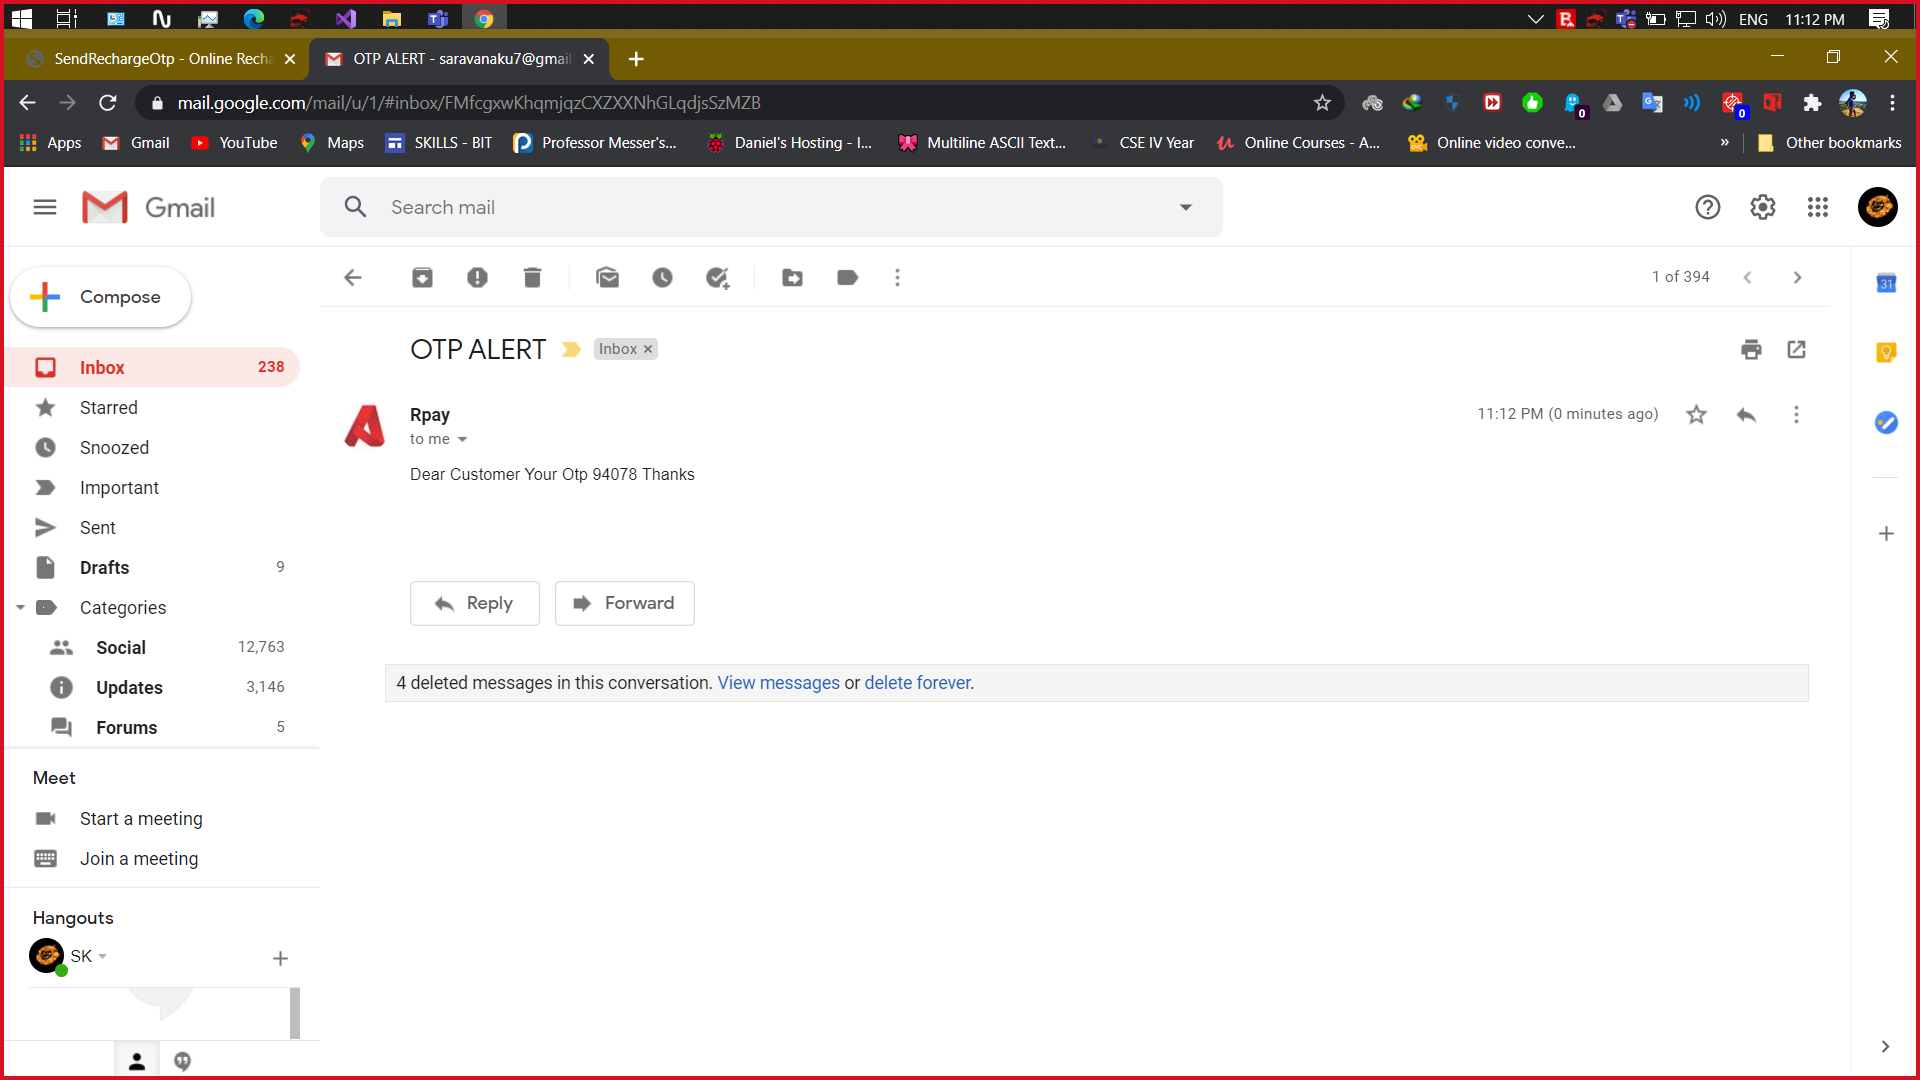 ENG 11:12 PM
SendRechargeOtp - Online Recha
OTP ALERT - saravanaku7@gmail
mail.google.com/mail/u/1/#inbox/FMfcgxwKhqmjqzCXZXXNhGLqdjsSzMZB
0
0
Apps Gmail YouTube Maps SKILLS - BIT Professor Messer's... Daniel's Hosting - I... Multiline ASCII Text... CSE IV Year Online Courses - A... Online video conve... » Other bookmarks
Gmail
Search mail
Compose
1 of 394
31
OTP ALERT
Inbox ×
Inbox 238
Starred
Snoozed
Important
Sent
Drafts 9
Categories
Social 12,763
Updates 3,146
Forums 5
Rpay
11:12 PM (0 minutes ago)
to me
Dear Customer Your Otp 94078 Thanks
Reply
Forward
4 deleted messages in this conversation. View messages or delete forever.
Meet
Start a meeting
Join a meeting
Hangouts
SK